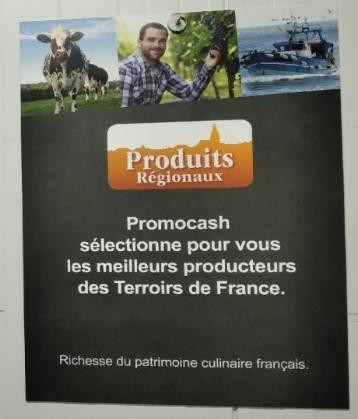 Produits
Régionaux
Promocash
sélectionne pour vous
les meilleurs producteurs
des Terroirs de France.
Richesse du patrimoine culinaire français.